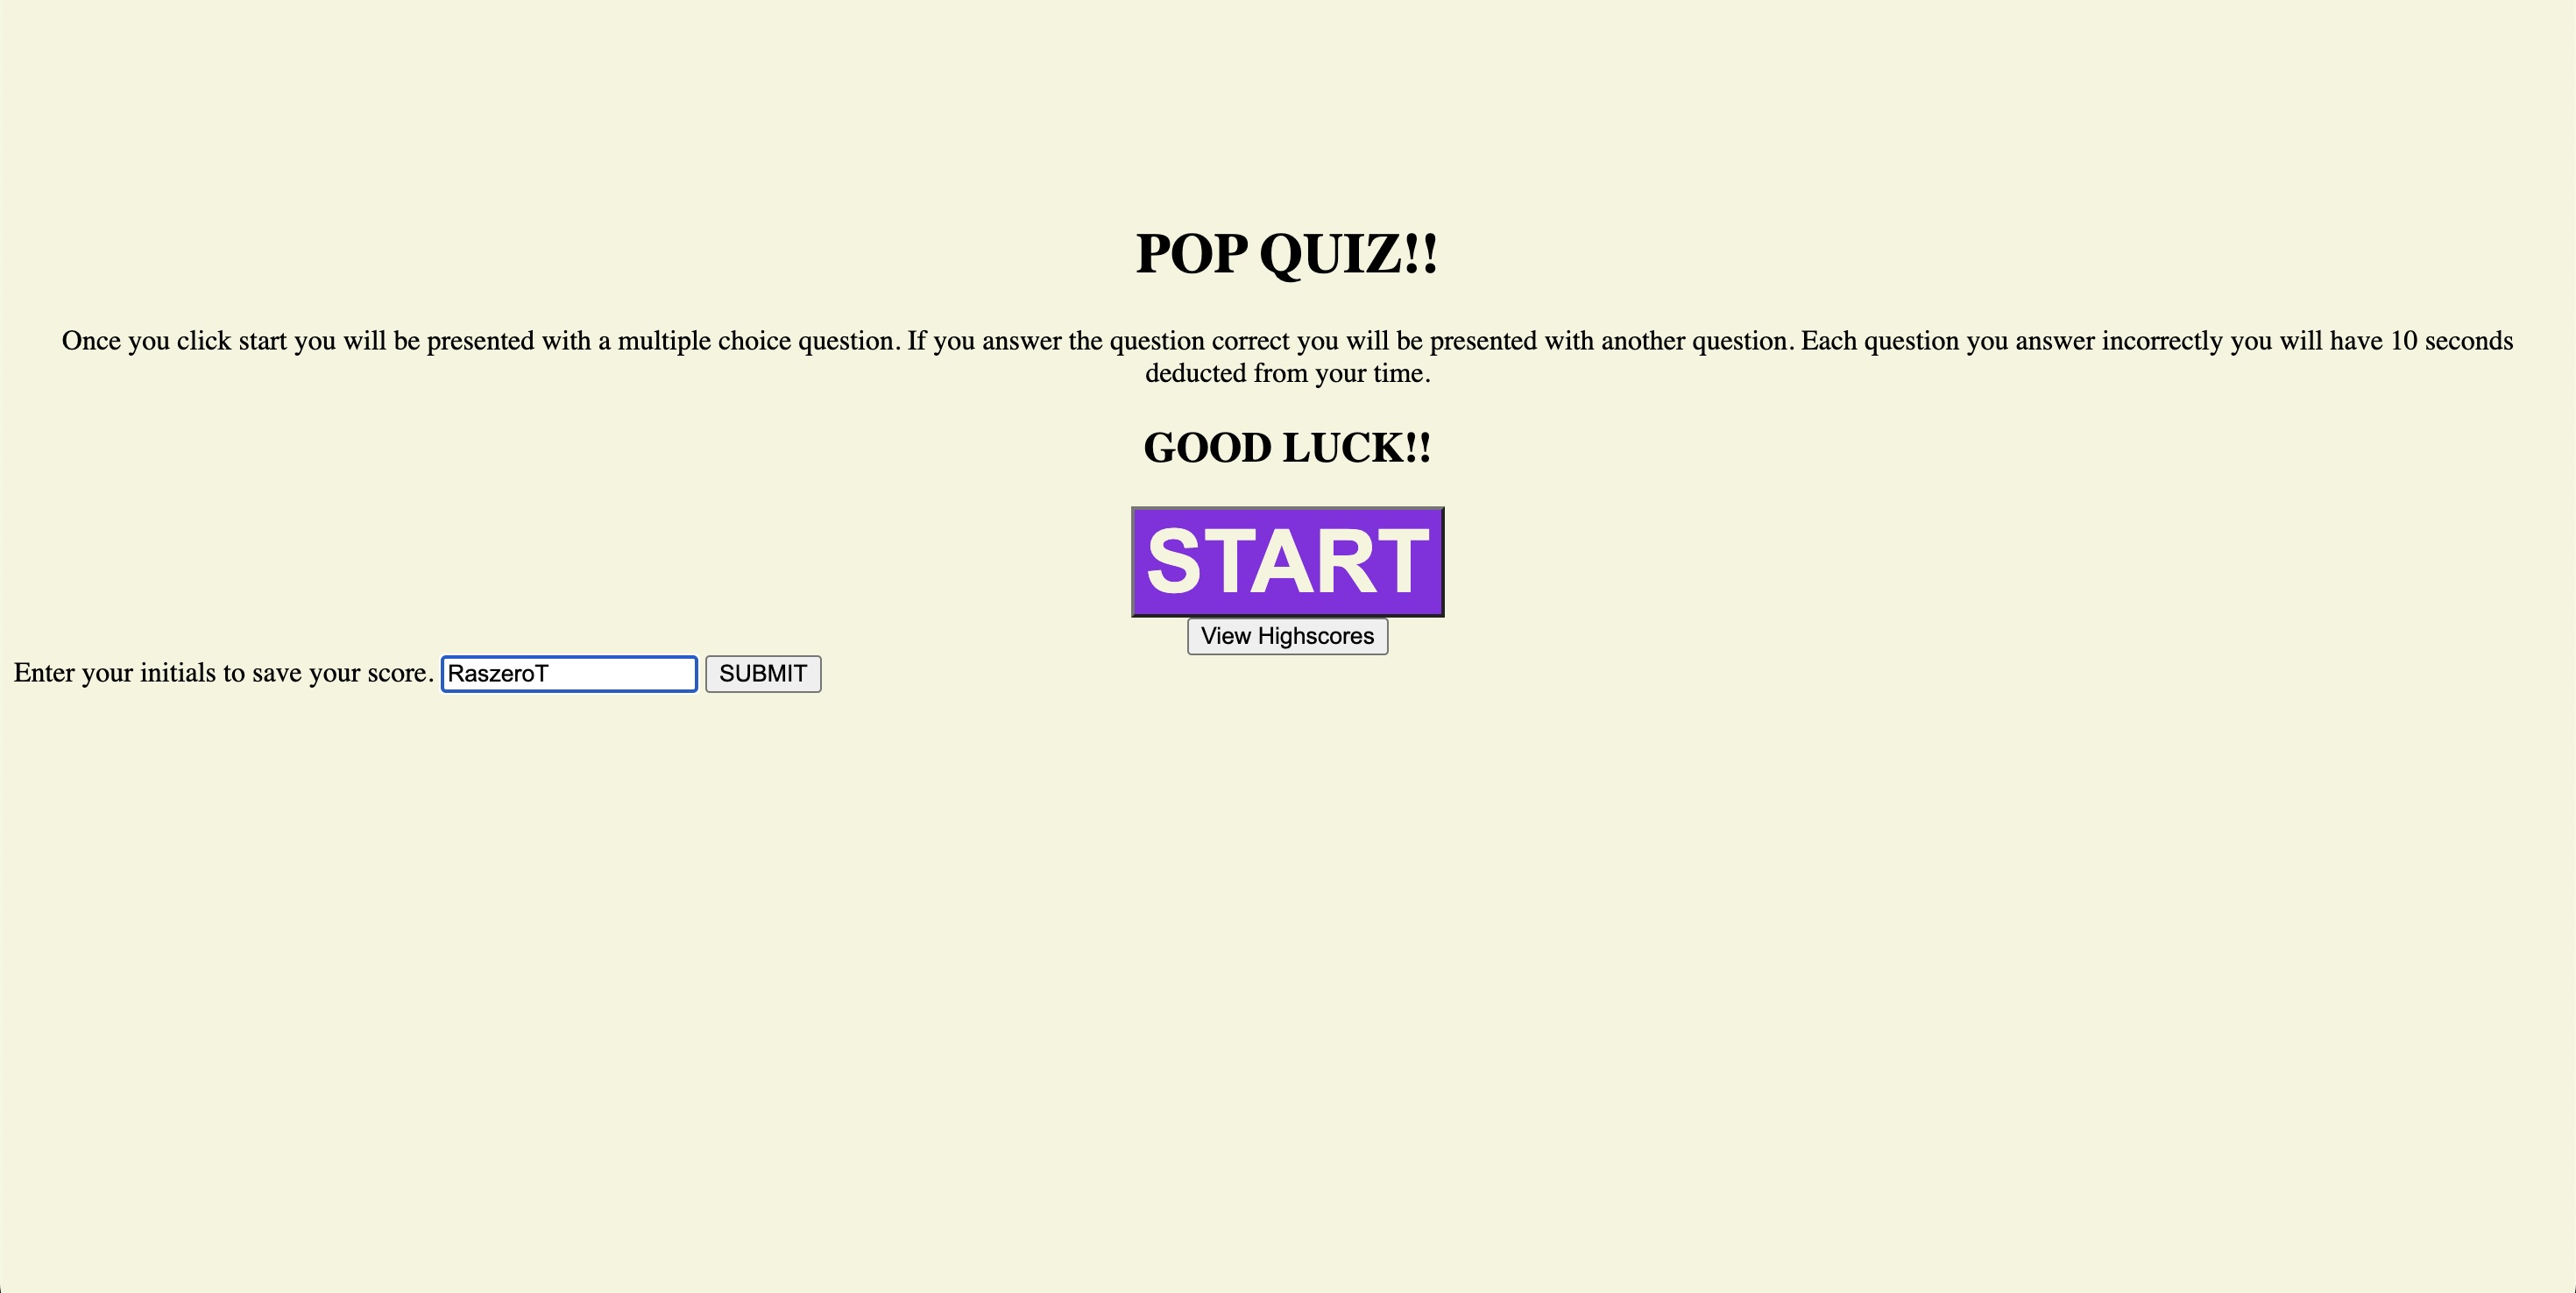 POP QUIZ!!
Once you click start you will be presented with a multiple choice question. If you answer the question correct you will be presented with another question. Each question you answer incorrectly you will have 10 seconds
deducted from your time.
GOOD LUCK!!
START
View Highscores
Enter your initials to save your score. RaszeroT SUBMIT